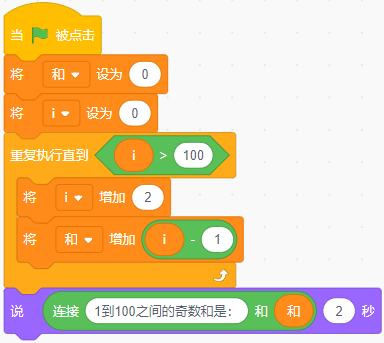 当 被点击
将 和 设为 0
将 i 设为 0
重复执行直到 i > 100
将 i 增加 2
将 和 增加 i - 1
说 连接 1到100之间的奇数和是： 和 和 2 秒